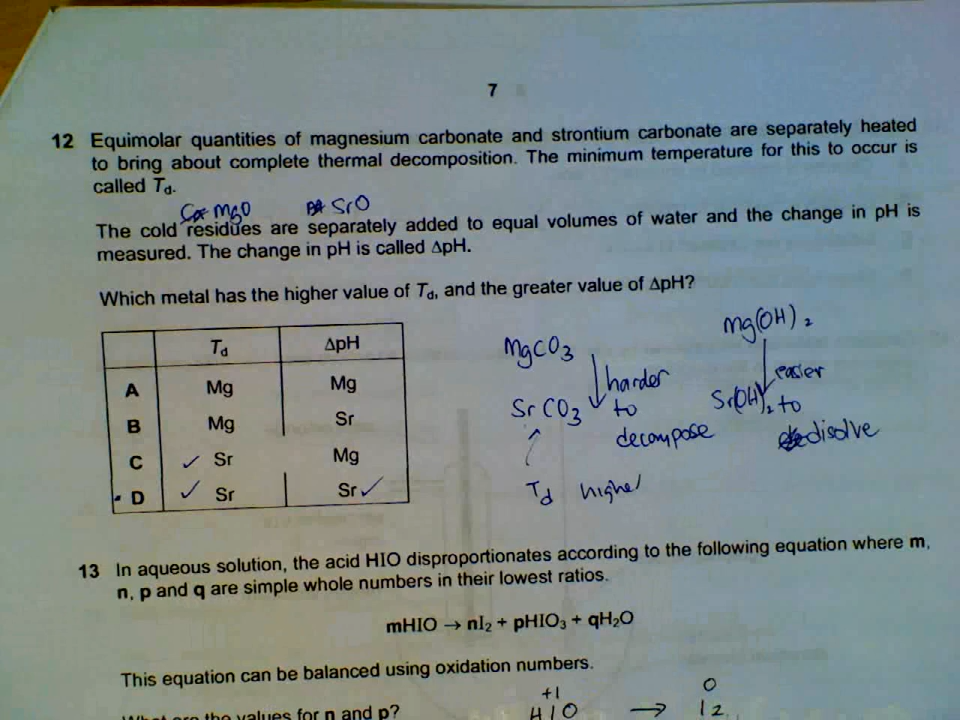 7
12 Equimolar quantities of magnesium carbonate and strontium carbonate are separately heated
to bring about complete thermal decomposition. The minimum temperature for this to occur is
called Td.
MgO SrO
The cold residues are separately added to equal volumes of water and the change in pH is
measured. The change in pH is called ΔpH.
Which metal has the higher value of Td, and the greater value of ΔpH?
Td ΔpH
A Mg Mg
B Mg Sr
C ✓ Sr Mg
D ✓ Sr Sr ✓
MgCO3
harder
SrCO3 to
decompose
Td higher
Mg(OH)2
easier
Sr(OH)2 to
disolve
13 In aqueous solution, the acid HIO disproportionates according to the following equation where m,
n, p and q are simple whole numbers in their lowest ratios.
mHIO → nI2 + pHIO3 + qH2O
This equation can be balanced using oxidation numbers.
+1 0
HIO → I2
What are the values for n and p?